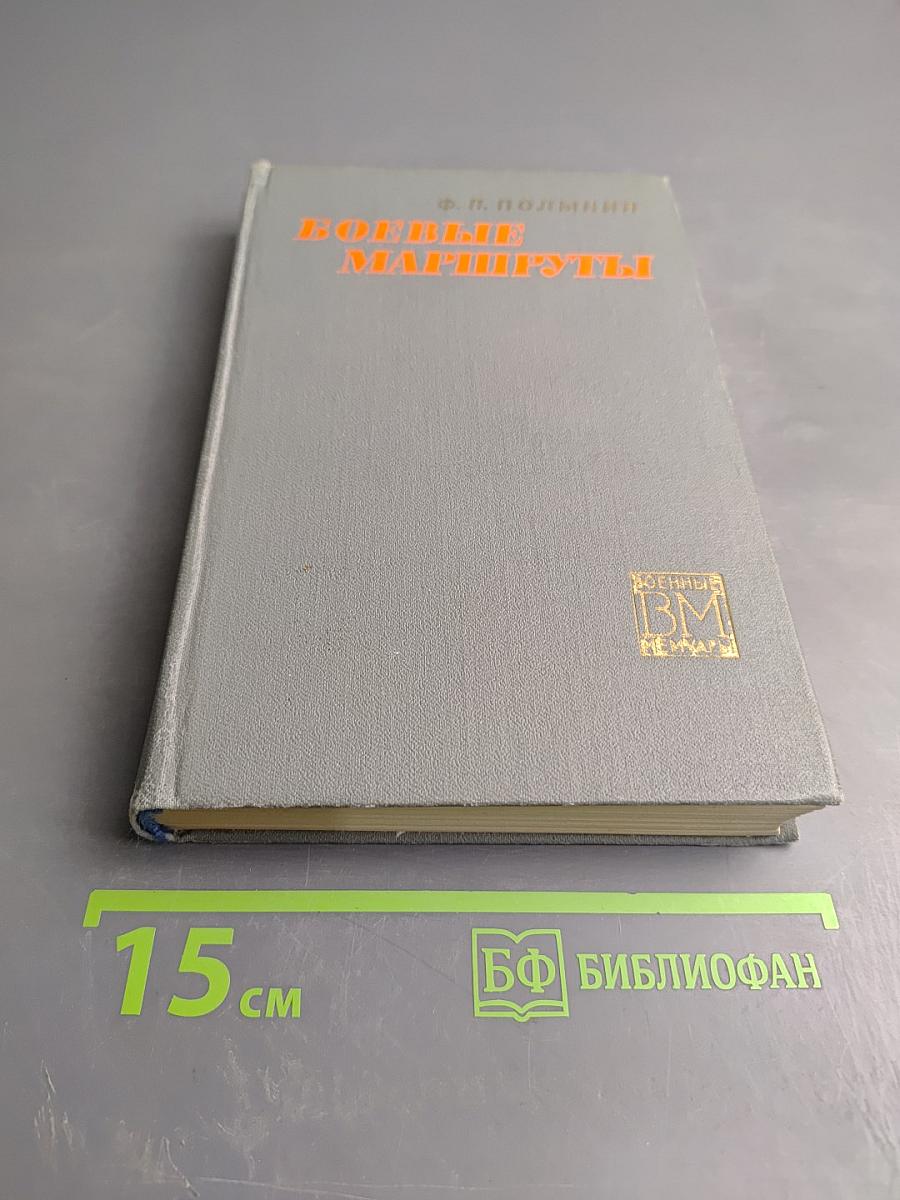 Ф. П. ПОЛЫНИН
БОЕВЫЕ
МАРШРУТЫ
ВОЕННЫЕ
ВМ
МЕМУАРЫ
15 см
БФ БИБЛИОФАН